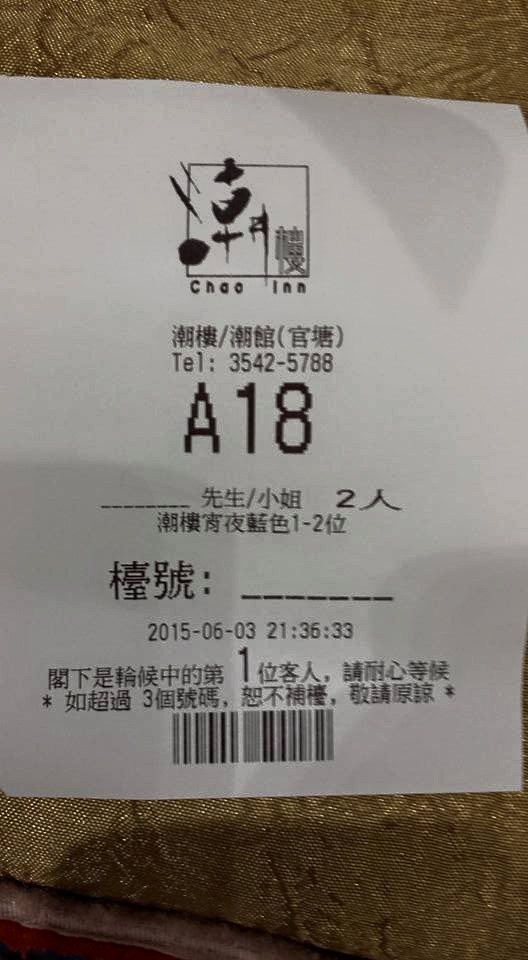 潮樓
Chao Inn
潮樓/潮館(官塘)
Tel: 3542-5788
A18
________ 先生/小姐 2人
潮樓宵夜藍色1-2位
檯號: _______
2015-06-03 21:36:33
閣下是輪候中的第 1 位客人, 請耐心等候
* 如超過 3個號碼, 恕不補檯, 敬請原諒 *